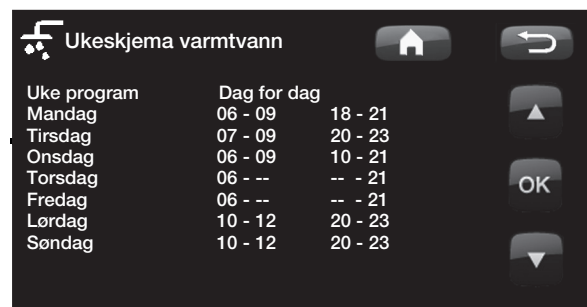 Ukeskjema varmtvann
Uke program Dag for dag
Mandag 06 - 09 18 - 21
Tirsdag 07 - 09 20 - 23
Onsdag 06 - 09 10 - 21
Torsdag 06 - -- -- - 21
Fredag 06 - -- -- - 21
Lørdag 10 - 12 20 - 23
Søndag 10 - 12 20 - 23
OK